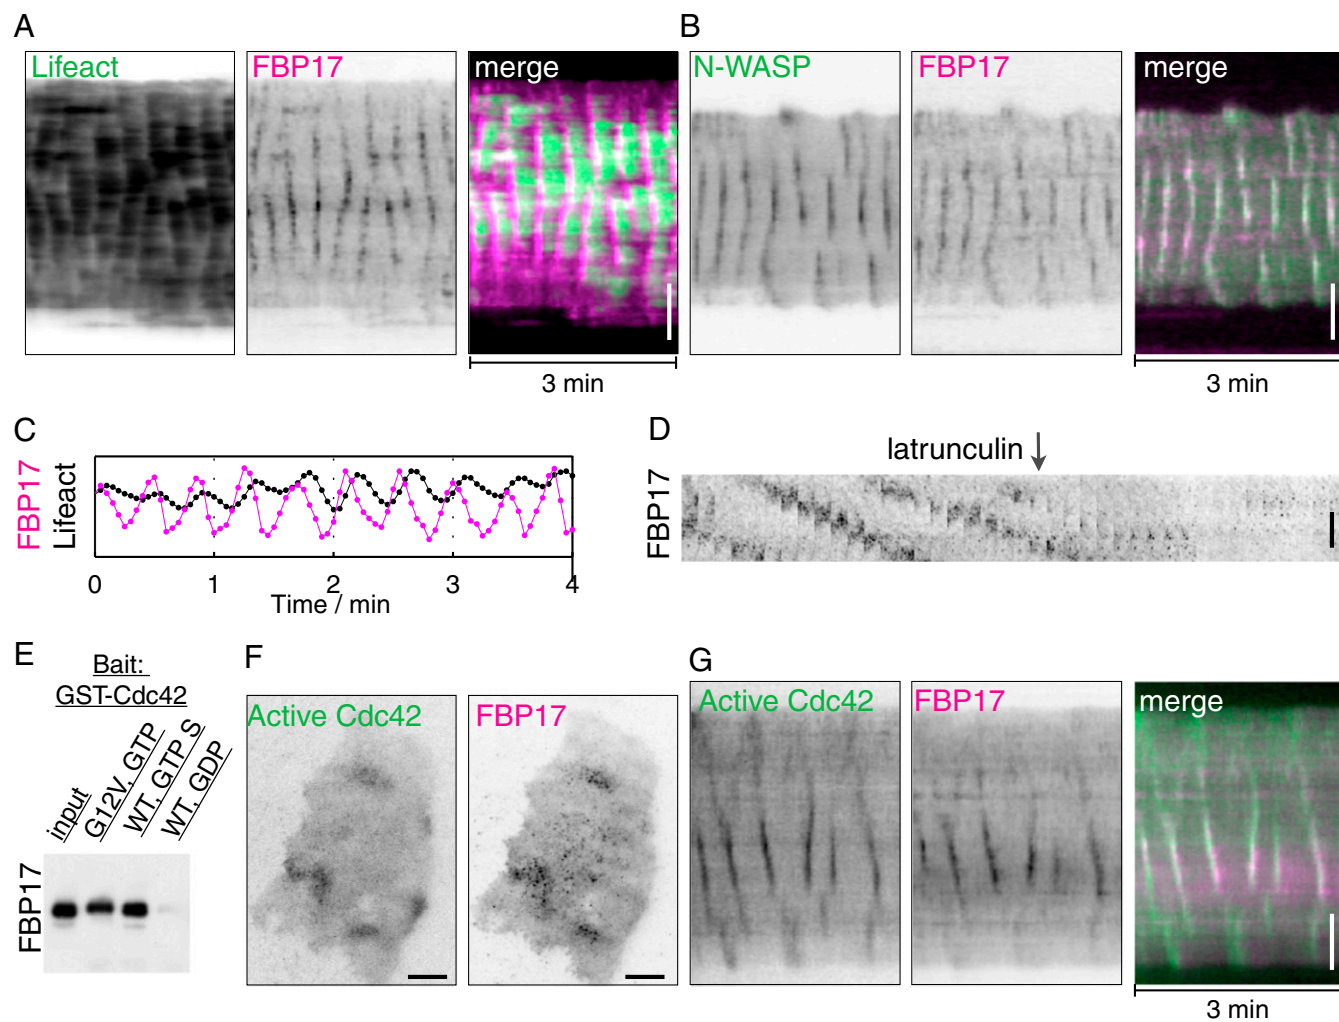 A
Lifeact
FBP17
merge
3 min
B
N-WASP
FBP17
merge
3 min
C
FBP17
Lifeact
0
1
2
3
4
Time / min
D
latrunculin
FBP17
E
Bait:
GST-Cdc42
input
G12V, GTP
WT, GTP S
WT, GDP
FBP17
F
Active Cdc42
FBP17
G
Active Cdc42
FBP17
merge
3 min